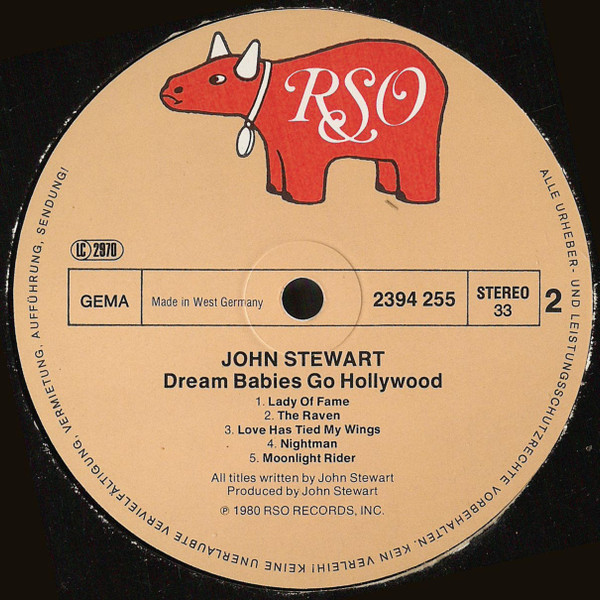 RSO
ALLE URHEBER- UND LEISTUNGSSCHUTZRECHTE VORBEHALTEN. KEIN VERLEIH! KEINE UNERLAUBTE VERVIELFÄLTIGUNG, VERMIETUNG, AUFFÜHRUNG, SENDUNG!
LC 2970
GEMA
Made in West Germany
2394 255
STEREO
33
2
JOHN STEWART
Dream Babies Go Hollywood
1. Lady Of Fame
2. The Raven
3. Love Has Tied My Wings
4. Nightman
5. Moonlight Rider
All titles written by John Stewart
Produced by John Stewart
℗ 1980 RSO RECORDS, INC.